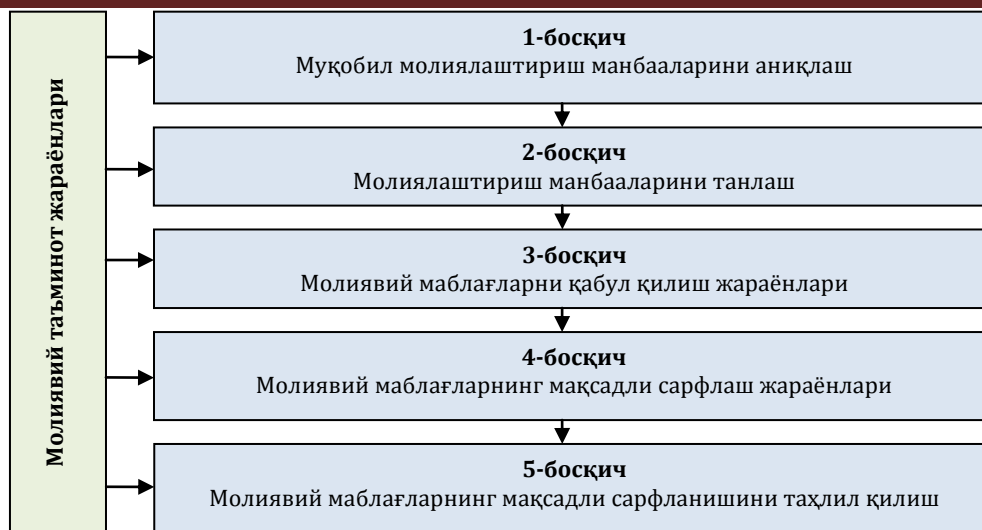 Молиявий таъминот жараёнлари
1-босқич
Муқобил молиялаштириш манбааларини аниқлаш
2-босқич
Молиялаштириш манбааларини танлаш
3-босқич
Молиявий маблағларни қабул қилиш жараёнлари
4-босқич
Молиявий маблағларнинг мақсадли сарфлаш жараёнлари
5-босқич
Молиявий маблағларнинг мақсадли сарфланишини таҳлил қилиш